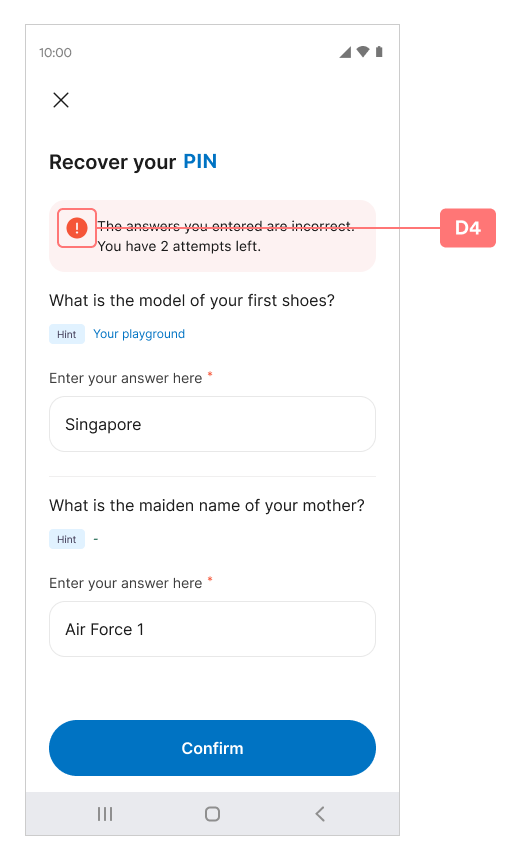 10:00
Recover your PIN
The answers you entered are incorrect.
You have 2 attempts left.
D4
What is the model of your first shoes?
Hint Your playground
Enter your answer here *
Singapore
What is the maiden name of your mother?
Hint -
Enter your answer here *
Air Force 1
Confirm